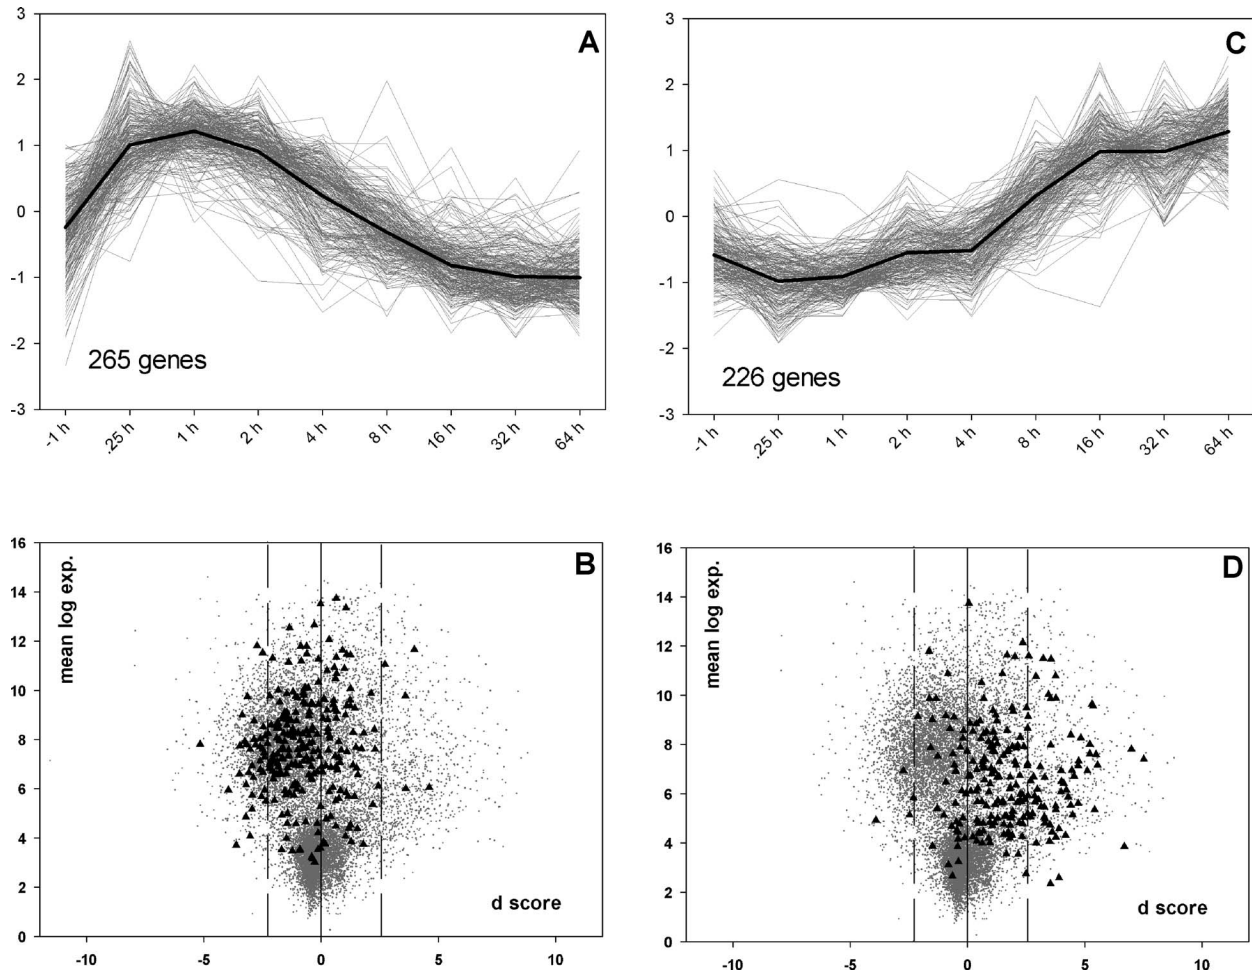 A
3
2
1
0
-1
-2
-3
265 genes
-1 h
.25 h
1 h
2 h
4 h
8 h
16 h
32 h
64 h
C
3
2
1
0
-1
-2
-3
226 genes
-1 h
.25 h
1 h
2 h
4 h
8 h
16 h
32 h
64 h
B
mean log exp.
16
14
12
10
8
6
4
2
0
d score
-10
-5
0
5
10
D
mean log exp.
16
14
12
10
8
6
4
2
0
d score
-10
-5
0
5
10